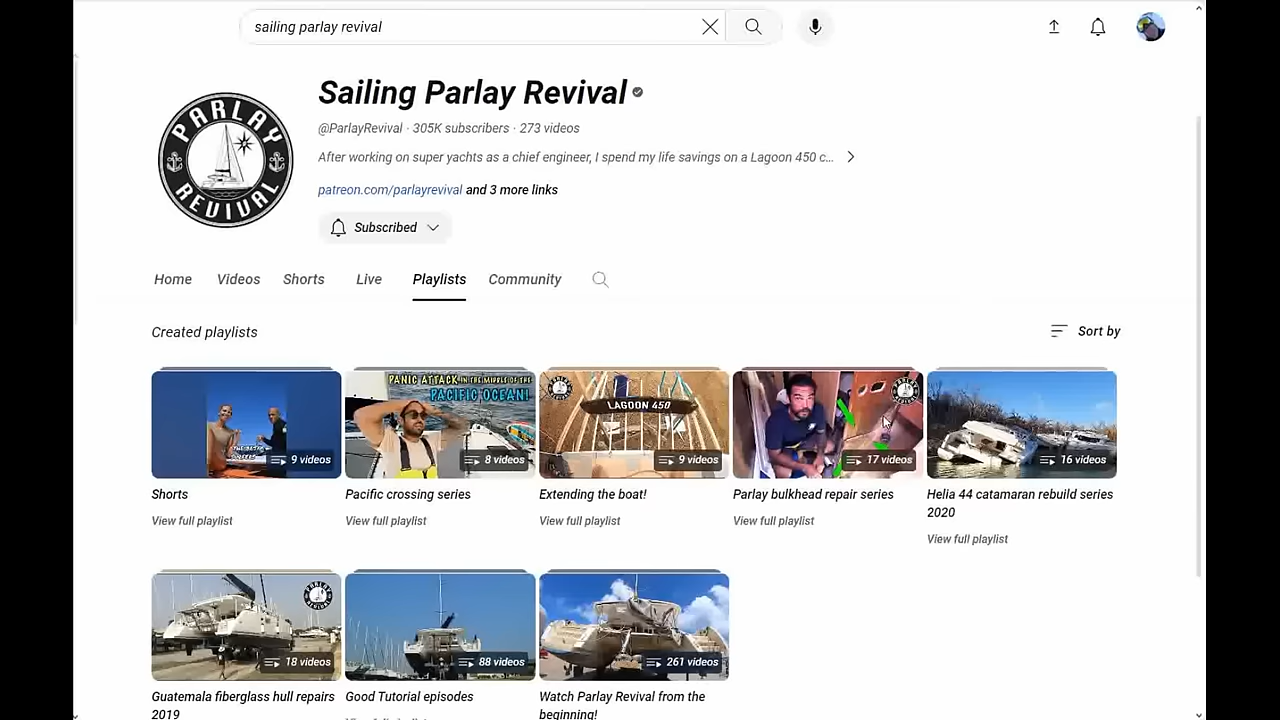 sailing parlay revival
PARLAY
REVIVAL
Sailing Parlay Revival
@ParlayRevival · 305K subscribers · 273 videos
After working on super yachts as a chief engineer, I spend my life savings on a Lagoon 450 c...
patreon.com/parlayrevival and 3 more links
Subscribed
Home Videos Shorts Live Playlists Community
Created playlists
Sort by
9 videos
Shorts
View full playlist
PANIC ATTACK IN THE MIDDLE OF THE
PACIFIC OCEAN!
8 videos
Pacific crossing series
View full playlist
LAGOON 450
9 videos
Extending the boat!
View full playlist
PARLAY
REVIVAL
17 videos
Parlay bulkhead repair series
View full playlist
16 videos
Helia 44 catamaran rebuild series
2020
View full playlist
PARLAY
REVIVAL
18 videos
Guatemala fiberglass hull repairs
2019
88 videos
Good Tutorial episodes
261 videos
Watch Parlay Revival from the
beginning!